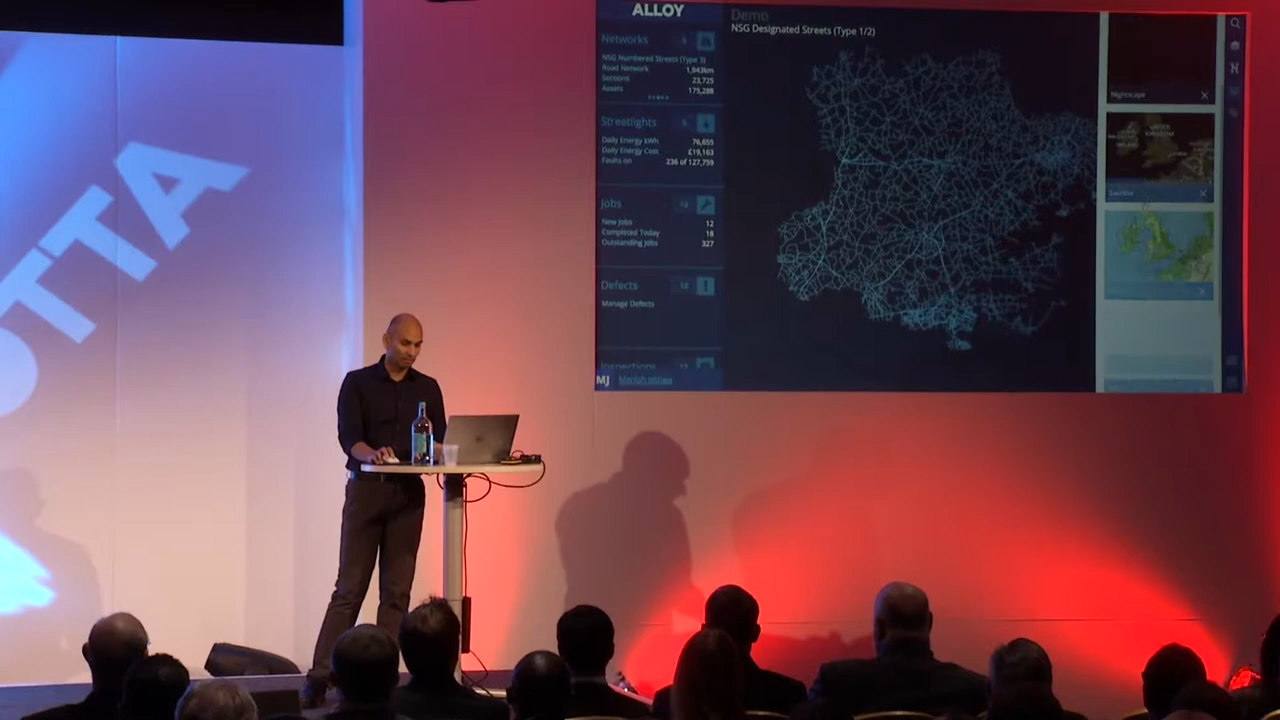 OTTA
ALLOY
Networks
NSG Numbered Streets (Type 3)
Road Network 1,943km
Sections 23,725
Assets 175,288
Streetlights
Daily Energy kWh 76,655
Daily Energy Cost £19,163
Faults on 236 of 127,759
Jobs
New Jobs 12
Completed Today 18
Outstanding Jobs 327
Defects
Manage Defects
Inspections
MJ
Demo
NSG Designated Streets (Type 1/2)
Nightscape